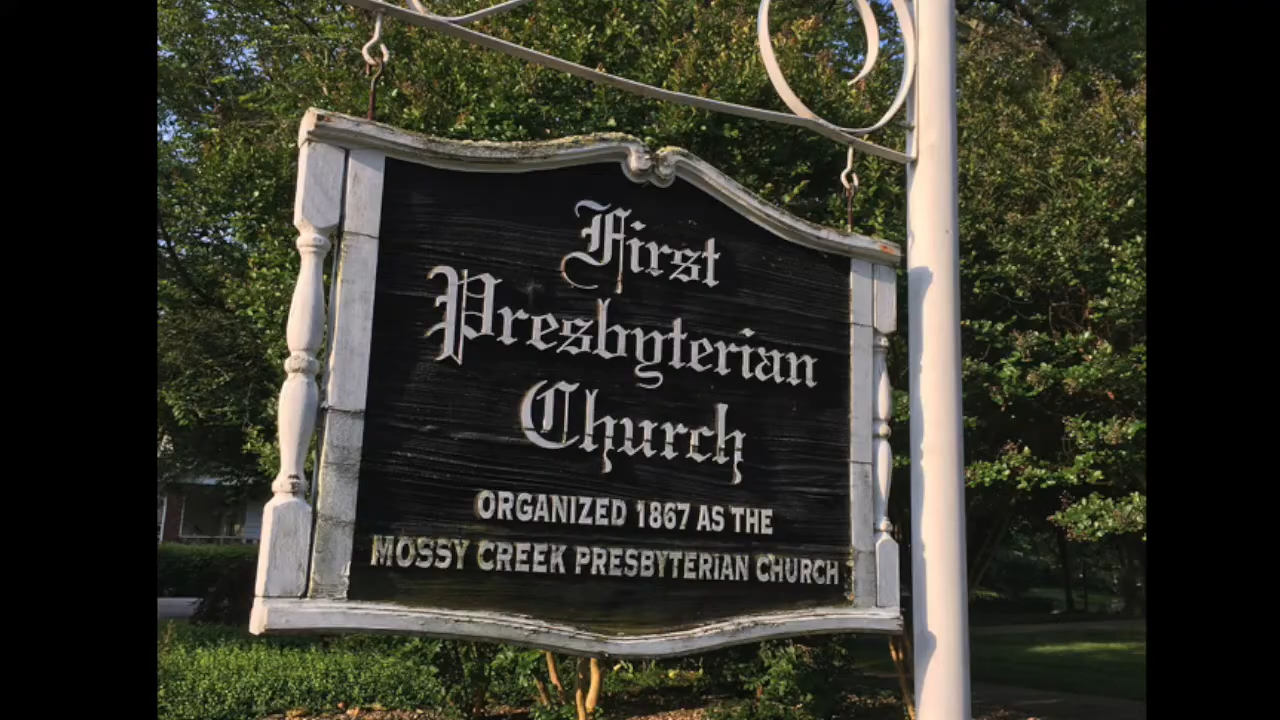 First
Presbyterian
Church
ORGANIZED 1867 AS THE
MOSSY CREEK PRESBYTERIAN CHURCH